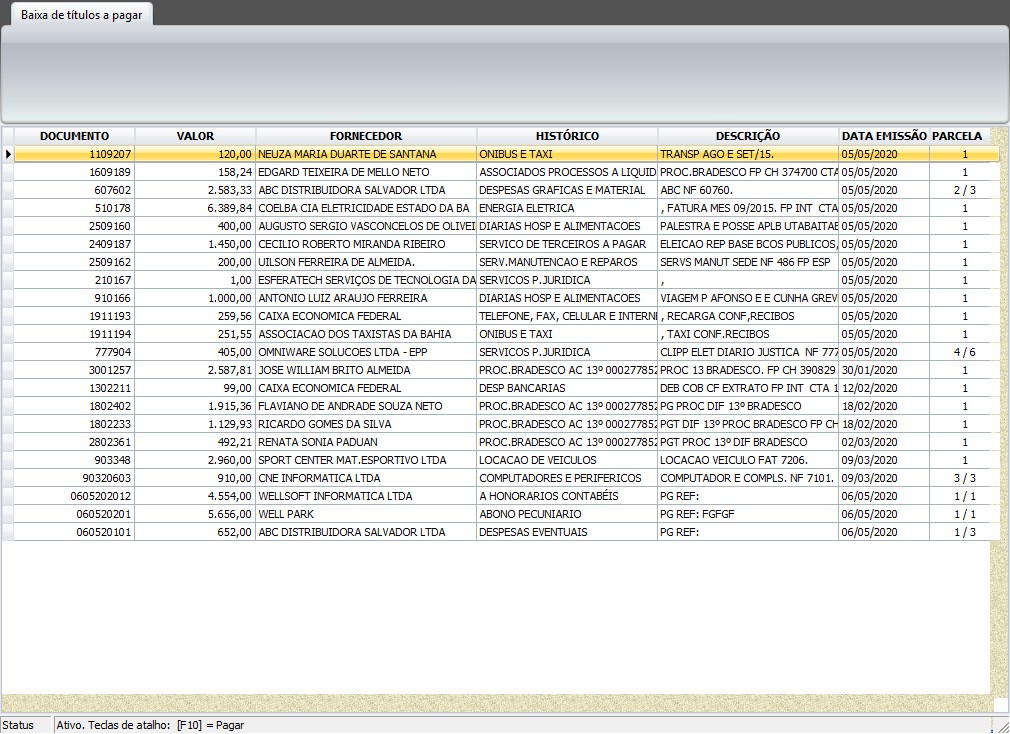 Baixa de títulos a pagar
DOCUMENTO VALOR FORNECEDOR HISTÓRICO DESCRIÇÃO DATA EMISSÃO PARCELA
1109207 120,00 NEUZA MARIA DUARTE DE SANTANA ONIBUS E TAXI TRANSP AGO E SET/15. 05/05/2020 1
1609189 158,24 EDGARD TEIXEIRA DE MELLO NETO ASSOCIADOS PROCESSOS A LIQUID PROC.BRADESCO FP CH 374700 CTA 05/05/2020 1
607602 2.583,33 ABC DISTRIBUIDORA SALVADOR LTDA DESPESAS GRAFICAS E MATERIAL ABC NF 60760. 05/05/2020 2 / 3
510178 6.389,84 COELBA CIA ELETRICIDADE ESTADO DA BA ENERGIA ELETRICA , FATURA MES 09/2015. FP INT CTA 05/05/2020 1
2509160 400,00 AUGUSTO SERGIO VASCONCELOS DE OLIVEI DIARIAS HOSP E ALIMENTACOES PALESTRA E POSSE APLB UTABAITAB 05/05/2020 1
2409187 1.450,00 CECILIO ROBERTO MIRANDA RIBEIRO SERVICO DE TERCEIROS A PAGAR ELEICAO REP BASE BCOS PUBLICOS, 05/05/2020 1
2509162 200,00 UILSON FERREIRA DE ALMEIDA. SERV.MANUTENCAO E REPAROS SERVS MANUT SEDE NF 486 FP ESP 05/05/2020 1
210167 1,00 ESFERATECH SERVIÇOS DE TECNOLOGIA DA SERVICOS P.JURIDICA , 05/05/2020 1
910166 1.000,00 ANTONIO LUIZ ARAUJO FERREIRA DIARIAS HOSP E ALIMENTACOES VIAGEM P AFONSO E E CUNHA GREV 05/05/2020 1
1911193 259,56 CAIXA ECONOMICA FEDERAL TELEFONE, FAX, CELULAR E INTERNI , RECARGA CONF,RECIBOS 05/05/2020 1
1911194 251,55 ASSOCIACAO DOS TAXISTAS DA BAHIA ONIBUS E TAXI , TAXI CONF.RECIBOS 05/05/2020 1
777904 405,00 OMNIWARE SOLUCOES LTDA - EPP SERVICOS P.JURIDICA CLIPP ELET DIARIO JUSTICA NF 777 05/05/2020 4 / 6
3001257 2.587,81 JOSE WILLIAM BRITO ALMEIDA PROC.BRADESCO AC 13º 000277852 PROC 13 BRADESCO. FP CH 390829 30/01/2020 1
1302211 99,00 CAIXA ECONOMICA FEDERAL DESP BANCARIAS DEB COB CF EXTRATO FP INT CTA 1 12/02/2020 1
1802402 1.915,36 FLAVIANO DE ANDRADE SOUZA NETO PROC.BRADESCO AC 13º 000277852 PG PROC DIF 13º BRADESCO 18/02/2020 1
1802233 1.129,93 RICARDO GOMES DA SILVA PROC.BRADESCO AC 13º 000277852 PGT DIF 13º PROC BRADESCO FP CH 18/02/2020 1
2802361 492,21 RENATA SONIA PADUAN PROC.BRADESCO AC 13º 000277852 PGT PROC 13º DIF BRADESCO 02/03/2020 1
903348 2.960,00 SPORT CENTER MAT.ESPORTIVO LTDA LOCACAO DE VEICULOS LOCACAO VEICULO FAT 7206. 09/03/2020 1
90320603 910,00 CNE INFORMATICA LTDA COMPUTADORES E PERIFERICOS COMPUTADOR E COMPLS. NF 7101. 09/03/2020 3 / 3
0605202012 4.554,00 WELLSOFT INFORMATICA LTDA A HONORARIOS CONTABÉIS PG REF: 06/05/2020 1 / 1
060520201 5.656,00 WELL PARK ABONO PECUNIARIO PG REF: FGFGF 06/05/2020 1 / 1
060520101 652,00 ABC DISTRIBUIDORA SALVADOR LTDA DESPESAS EVENTUAIS PG REF: 06/05/2020 1 / 3
Status Ativo. Teclas de atalho: [F10] = Pagar